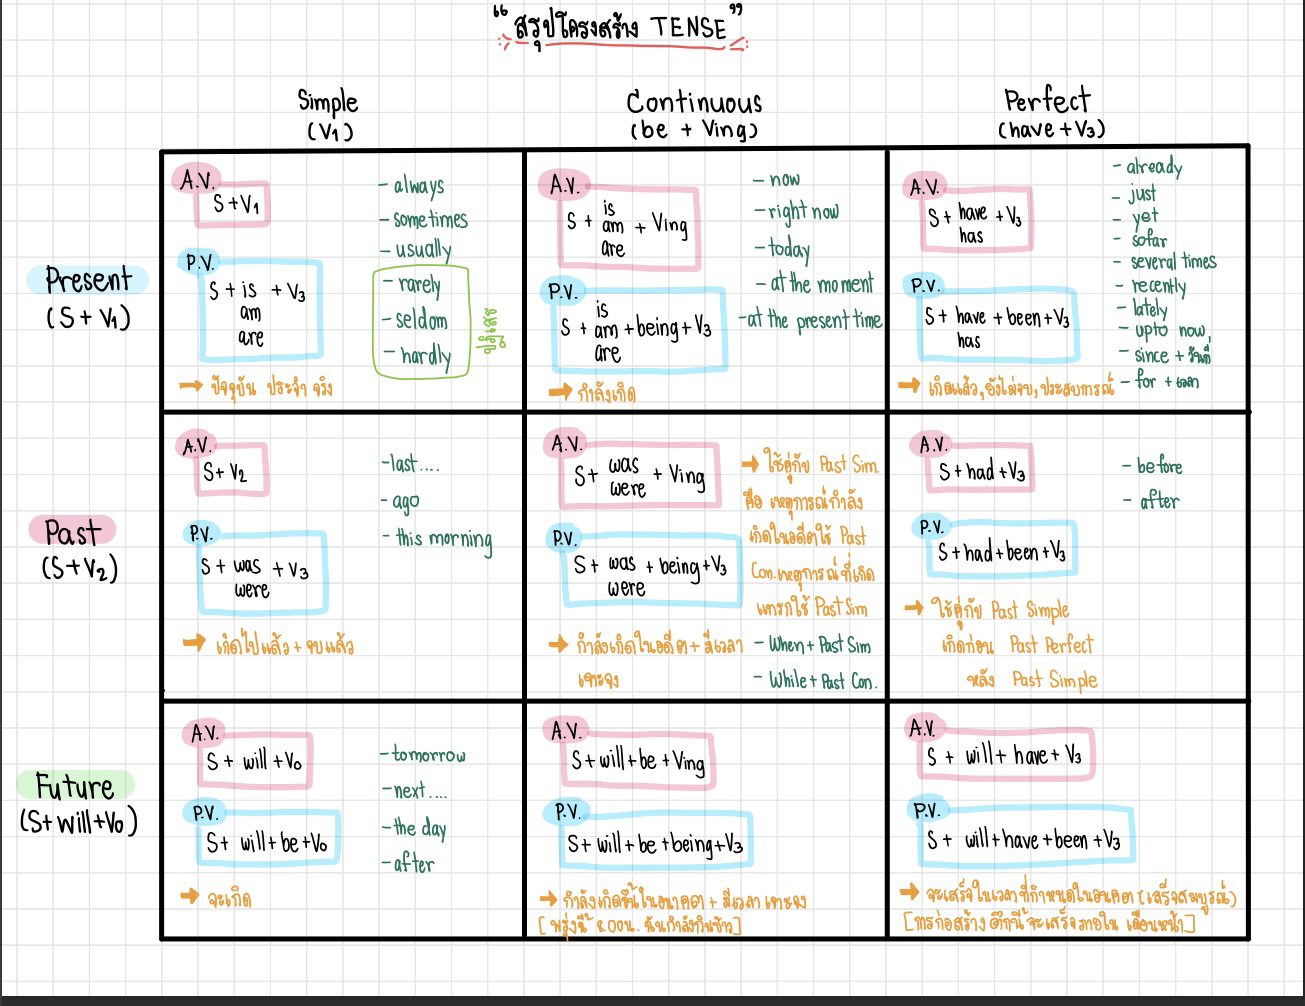 “สรุปโครงสร้าง TENSE”
Simple
(V1)
Continuous
(be + Ving)
Perfect
(have + V3)
Present
(S + V1)
A.V.
S+V1
P.V.
S + is + V3
am
are
- always
- sometimes
- usually
- rarely
- seldom
- hardly
ปฏิเสธ
→ ปัจจุบัน ประจำ จริง
A.V.
is
S + am + Ving
are
P.V.
is
S + am + being + V3
are
- now
- right now
- today
- at the moment
- at the present time
→ กำลังเกิด
A.V.
S + have + V3
has
P.V.
S + have + been + V3
has
- already
- just
- yet
- sofar
- several times
- recently
- lately
- upto now,
- since + วันที่
- for + เวลา
→ เกิดแล้ว, ยังไม่จบ, ประสบการณ์
Past
(S+V2)
A.V.
S+V2
P.V.
S + was + V3
were
- last....
- ago
- this morning
→ เกิดไปแล้ว + จบแล้ว
A.V.
S+ was + Ving
were
P.V.
S+ was + being+V3
were
→ กำลังเกิดในอดีต + มีเวลา
เจาะจง
→ ใช้คู่กับ Past Sim.
คือ เหตุการณ์กำลัง
เกิดในอดีตใช้ Past
Con. เหตุการณ์ที่เกิด
แทรกใช้ Past Sim
- When + Past Sim
- While + Past Con.
A.V.
S+had+V3
P.V.
S+had+been+V3
- before
- after
→ ใช้คู่กับ Past Simple
เกิดก่อน Past Perfect
หลัง Past Simple
Future
(S+will+V0)
A.V.
S+ will +V0
P.V.
S+ will+be+V0
- tomorrow
- next....
- the day
- after
→ จะเกิด
A.V.
S+will+be+Ving
P.V.
S+will+be+being+V3
→ กำลังเกิดขึ้นในอนาคต + มีเวลา เจาะจง
[ พรุ่งนี้ 8.00น. ฉันกำลังกินข้าว]
A.V.
S + will+ have+ V3
P.V.
S + will+have+been+V3
→ จะเสร็จในเวลาที่กำหนดในอนคต (เสร็จสมบูรณ์)
[การก่อสร้าง ตึกนี้ จะเสร็จภายใน เดือนหน้า]